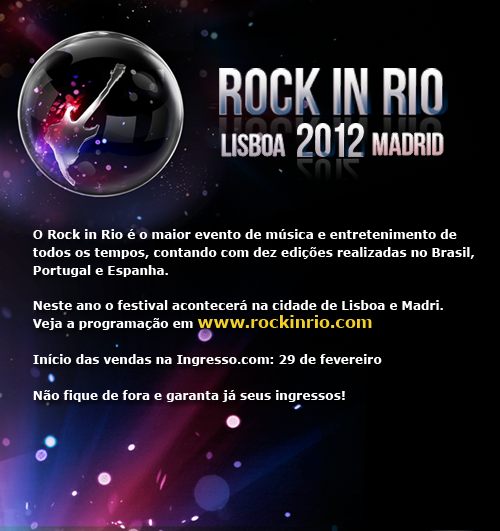 ROCK IN RIO
LISBOA 2012 MADRID
O Rock in Rio é o maior evento de música e entretenimento de
todos os tempos, contando com dez edições realizadas no Brasil,
Portugal e Espanha.
Neste ano o festival acontecerá na cidade de Lisboa e Madri.
Veja a programação em www.rockinrio.com
Início das vendas na Ingresso.com: 29 de fevereiro
Não fique de fora e garanta já seus ingressos!